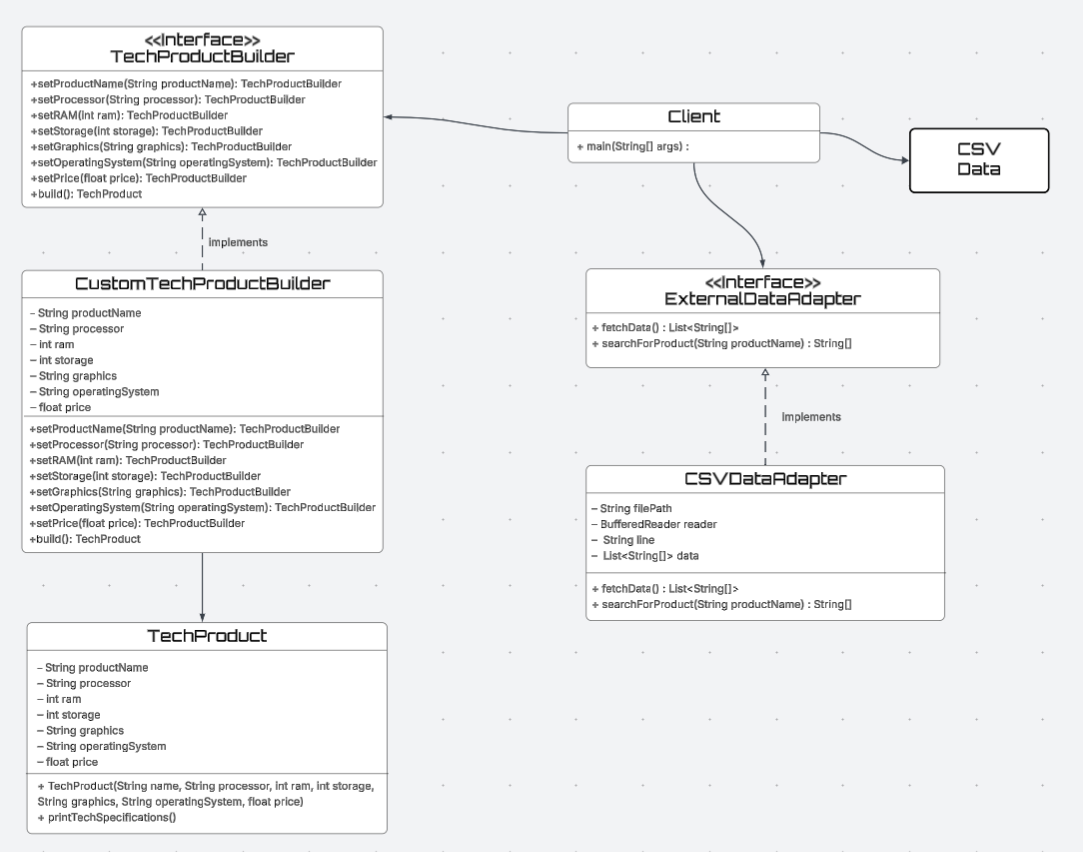 <<Interface>>
TechProductBuilder
+setProductName(String productName): TechProductBuilder
+setProcessor(String processor): TechProductBuilder
+setRAM(int ram): TechProductBuilder
+setStorage(int storage): TechProductBuilder
+setGraphics(String graphics): TechProductBuilder
+setOperatingSystem(String operatingSystem): TechProductBuilder
+setPrice(float price): TechProductBuilder
+build(): TechProduct
implements
CustomTechProductBuilder
– String productName
– String processor
– int ram
– int storage
– String graphics
– String operatingSystem
– float price
+setProductName(String productName): TechProductBuilder
+setProcessor(String processor): TechProductBuilder
+setRAM(int ram): TechProductBuilder
+setStorage(int storage): TechProductBuilder
+setGraphics(String graphics): TechProductBuilder
+setOperatingSystem(String operatingSystem): TechProductBuilder
+setPrice(float price): TechProductBuilder
+build(): TechProduct
TechProduct
– String productName
– String processor
– int ram
– int storage
– String graphics
– String operatingSystem
– float price
+ TechProduct(String name, String processor, int ram, int storage,
String graphics, String operatingSystem, float price)
+ printTechSpecifications()
Client
+ main(String[] args) :
CSV
Data
<<Interface>>
ExternalDataAdapter
+ fetchData() : List<String[]>
+ searchForProduct(String productName) : String[]
implements
CSVDataAdapter
– String filePath
– BufferedReader reader
– String line
– List<String[]> data
+ fetchData() : List<String[]>
+ searchForProduct(String productName) : String[]